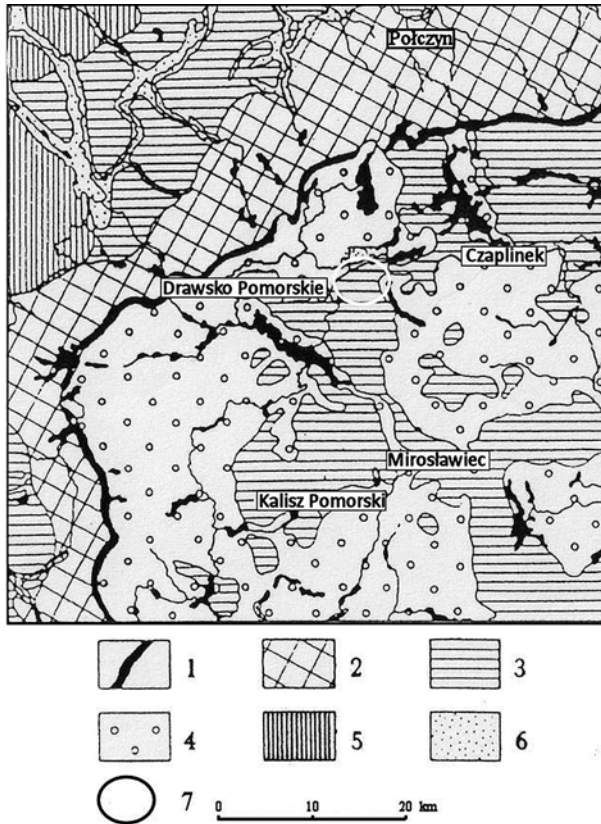 Połczyn
Czaplinek
Drawsko Pomorskie
Mirosławiec
Kalisz Pomorski
1 2 3
4 5 6
7 0 10 20 km